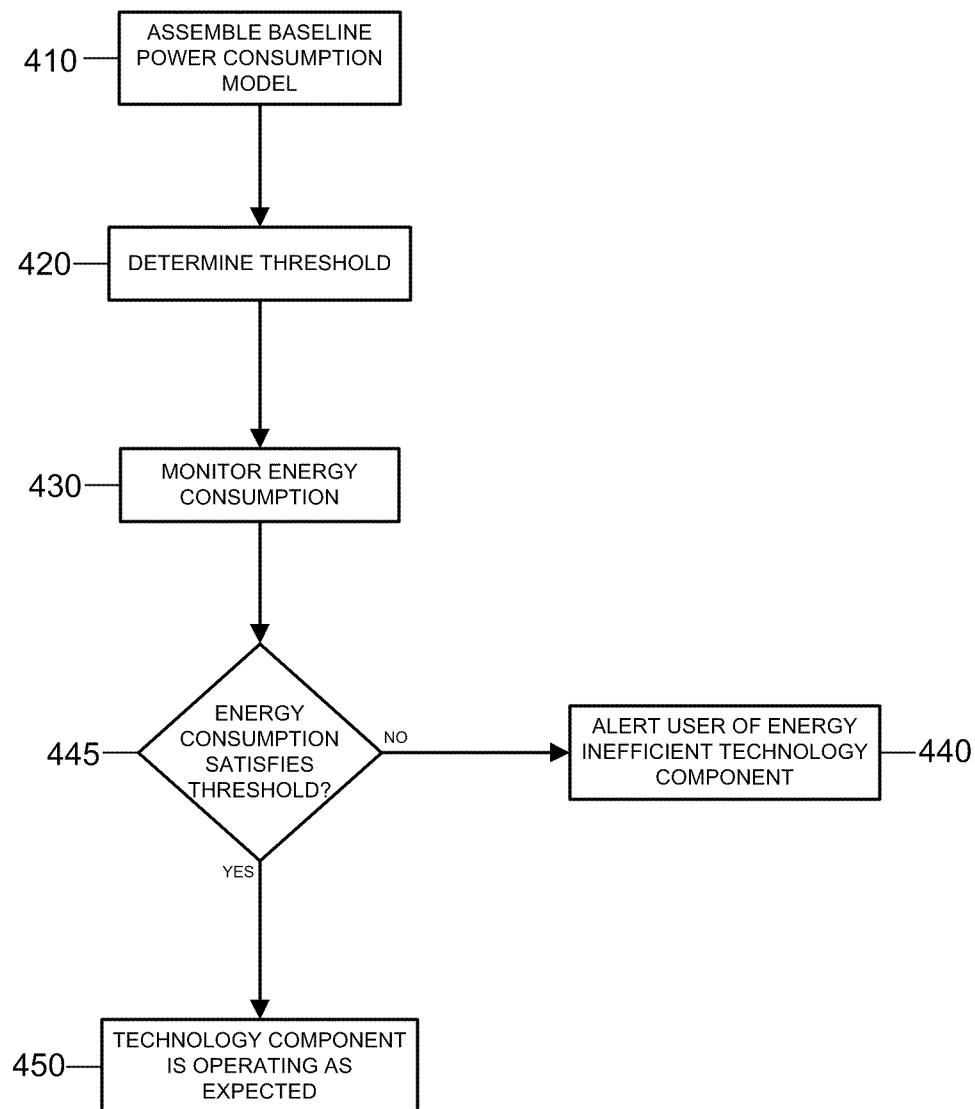 410
ASSEMBLE BASELINE
POWER CONSUMPTION
MODEL
420
DETERMINE THRESHOLD
430
MONITOR ENERGY
CONSUMPTION
445
ENERGY
CONSUMPTION
SATISFIES
THRESHOLD?
NO
ALERT USER OF ENERGY
INEFFICIENT TECHNOLOGY
COMPONENT
440
YES
450
TECHNOLOGY COMPONENT
IS OPERATING AS
EXPECTED